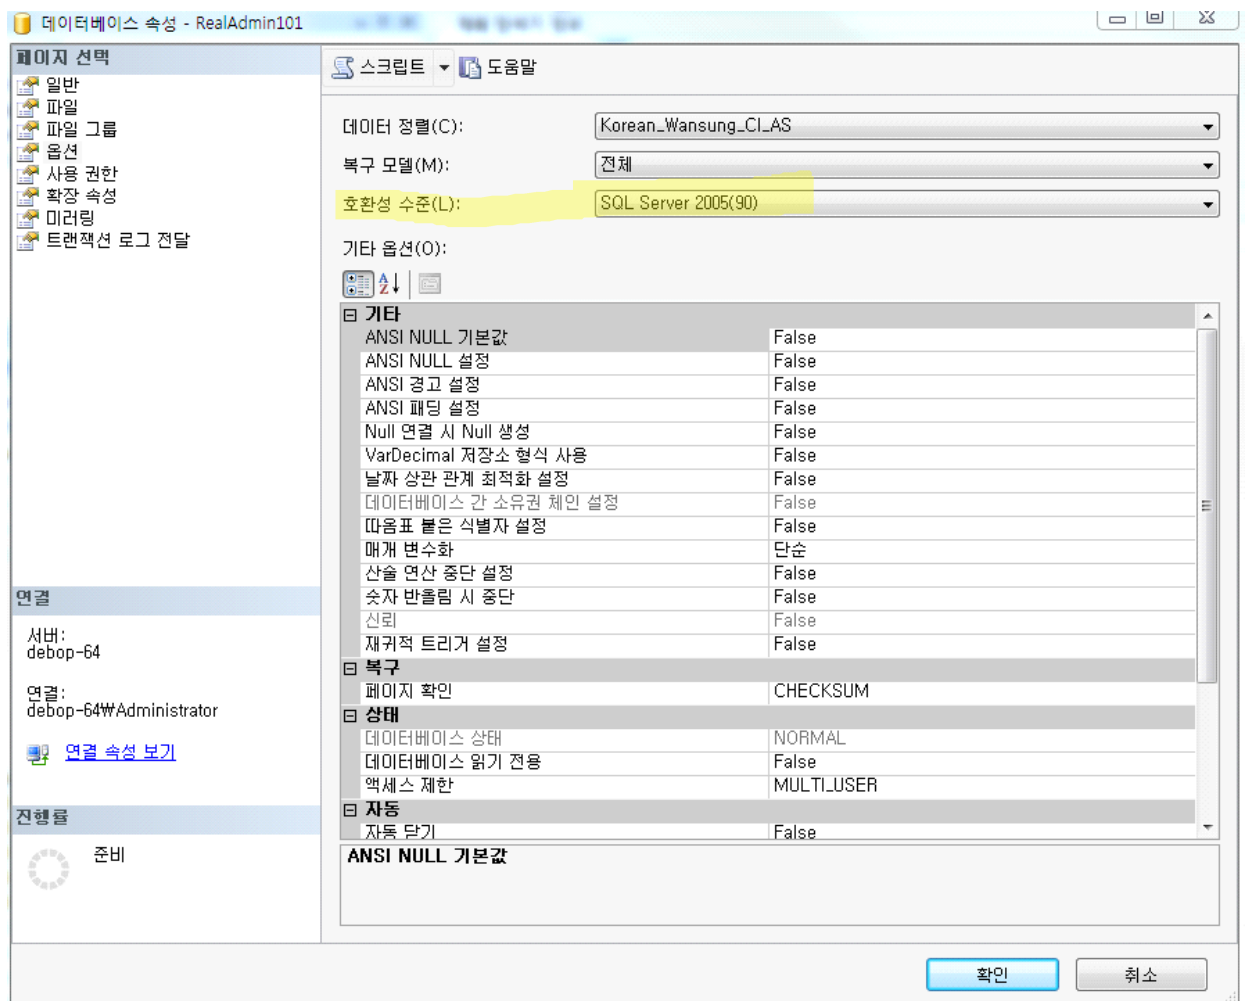 데이터베이스 속성 - RealAdmin101
페이지 선택
일반
파일
파일 그룹
옵션
사용 권한
확장 속성
미러링
트랜잭션 로그 전달
연결
서버:
debop-64
연결:
debop-64₩Administrator
연결 속성 보기
진행률
준비
스크립트 도움말
데이터 정렬(C): Korean_Wansung_CI_AS
복구 모델(M): 전체
호환성 수준(L): SQL Server 2005(90)
기타 옵션(O):
기타
ANSI NULL 기본값 False
ANSI NULL 설정 False
ANSI 경고 설정 False
ANSI 패딩 설정 False
Null 연결 시 Null 생성 False
VarDecimal 저장소 형식 사용 False
날짜 상관 관계 최적화 설정 False
데이터베이스 간 소유권 체인 설정 False
따옴표 붙은 식별자 설정 False
매개 변수화 단순
산술 연산 중단 설정 False
숫자 반올림 시 중단 False
신뢰 False
재귀적 트리거 설정 False
복구
페이지 확인 CHECKSUM
상태
데이터베이스 상태 NORMAL
데이터베이스 읽기 전용 False
액세스 제한 MULTI_USER
자동
자동 닫기 False
ANSI NULL 기본값
확인 취소